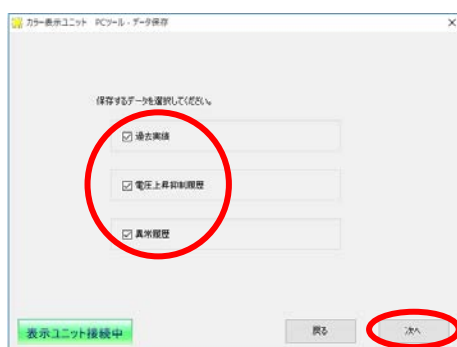 カラー表示ユニット PCツール - データ保存
保存するデータを選択してください。
過去実績
電圧上昇抑制履歴
異常履歴
表示ユニット接続中
戻る
次へ